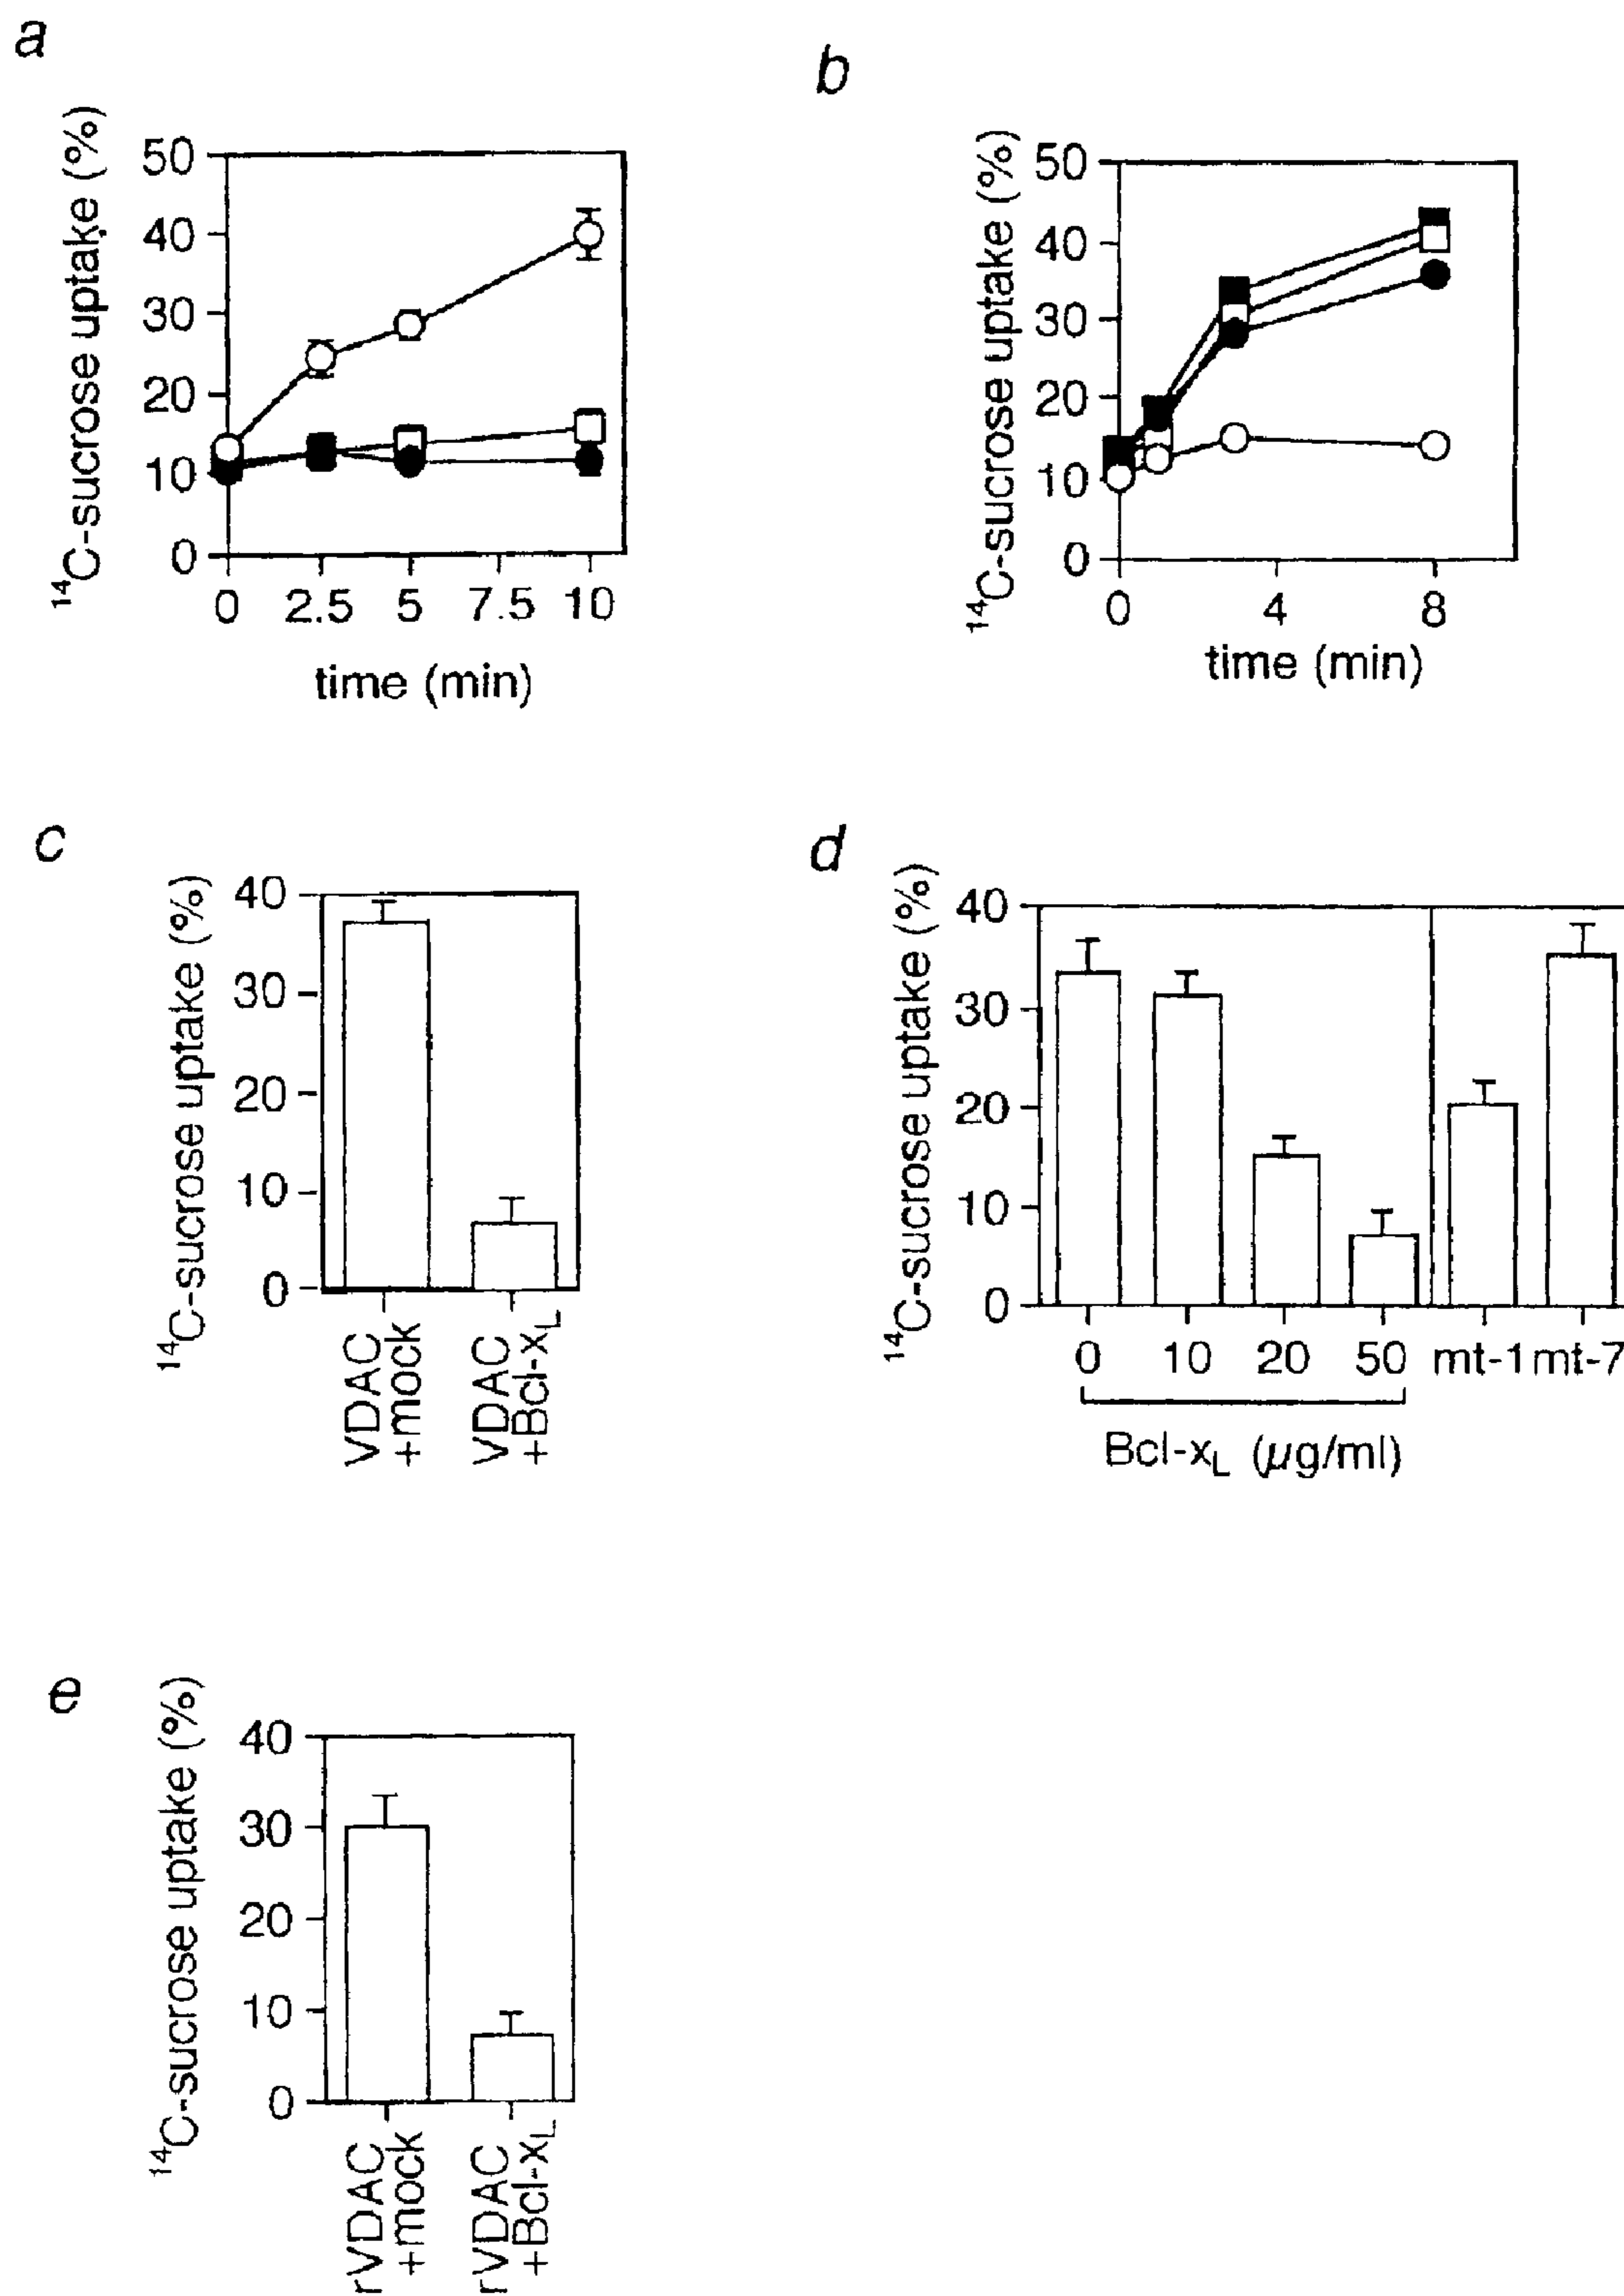 a
¹⁴C-sucrose uptake (%)
50
40
30
20
10
0
0 2.5 5 7.5 10
time (min)
b
¹⁴C-sucrose uptake (%)
50
40
30
20
10
0
0 4 8
time (min)
c
¹⁴C-sucrose uptake (%)
40
30
20
10
0
VDAC
+mock
VDAC
+Bcl-xL
d
¹⁴C-sucrose uptake (%)
40
30
20
10
0
0 10 20 50 mt-1 mt-7
Bcl-xL (µg/ml)
e
¹⁴C-sucrose uptake (%)
40
30
20
10
0
rVDAC
+mock
rVDAC
+Bcl-xL